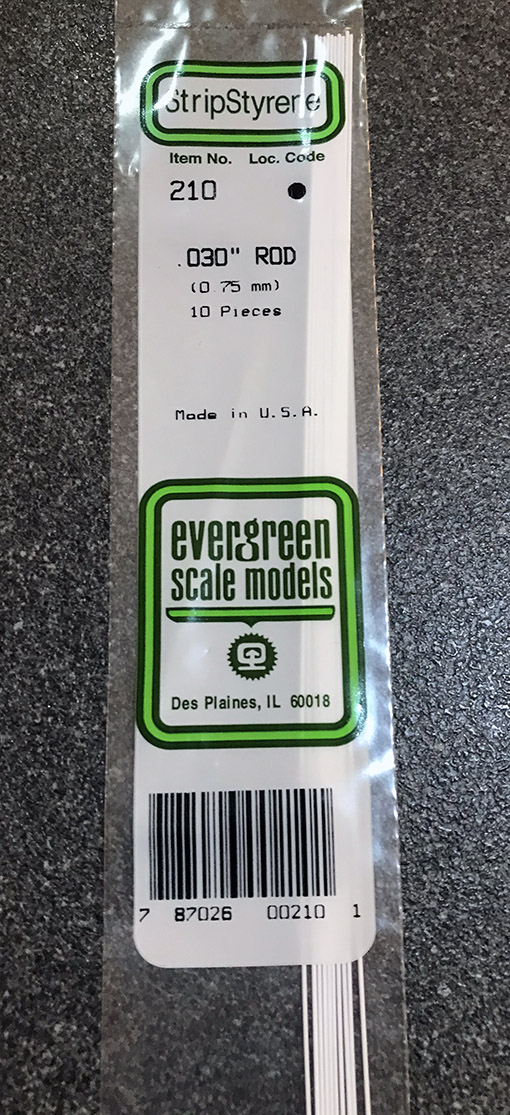 StripStyrene
Item No. Loc. Code
210
.030" ROD
(0.75 mm)
10 Pieces
Made in U.S.A.
evergreen
scale models
Des Plaines, IL 60018
7 87026 00210 1